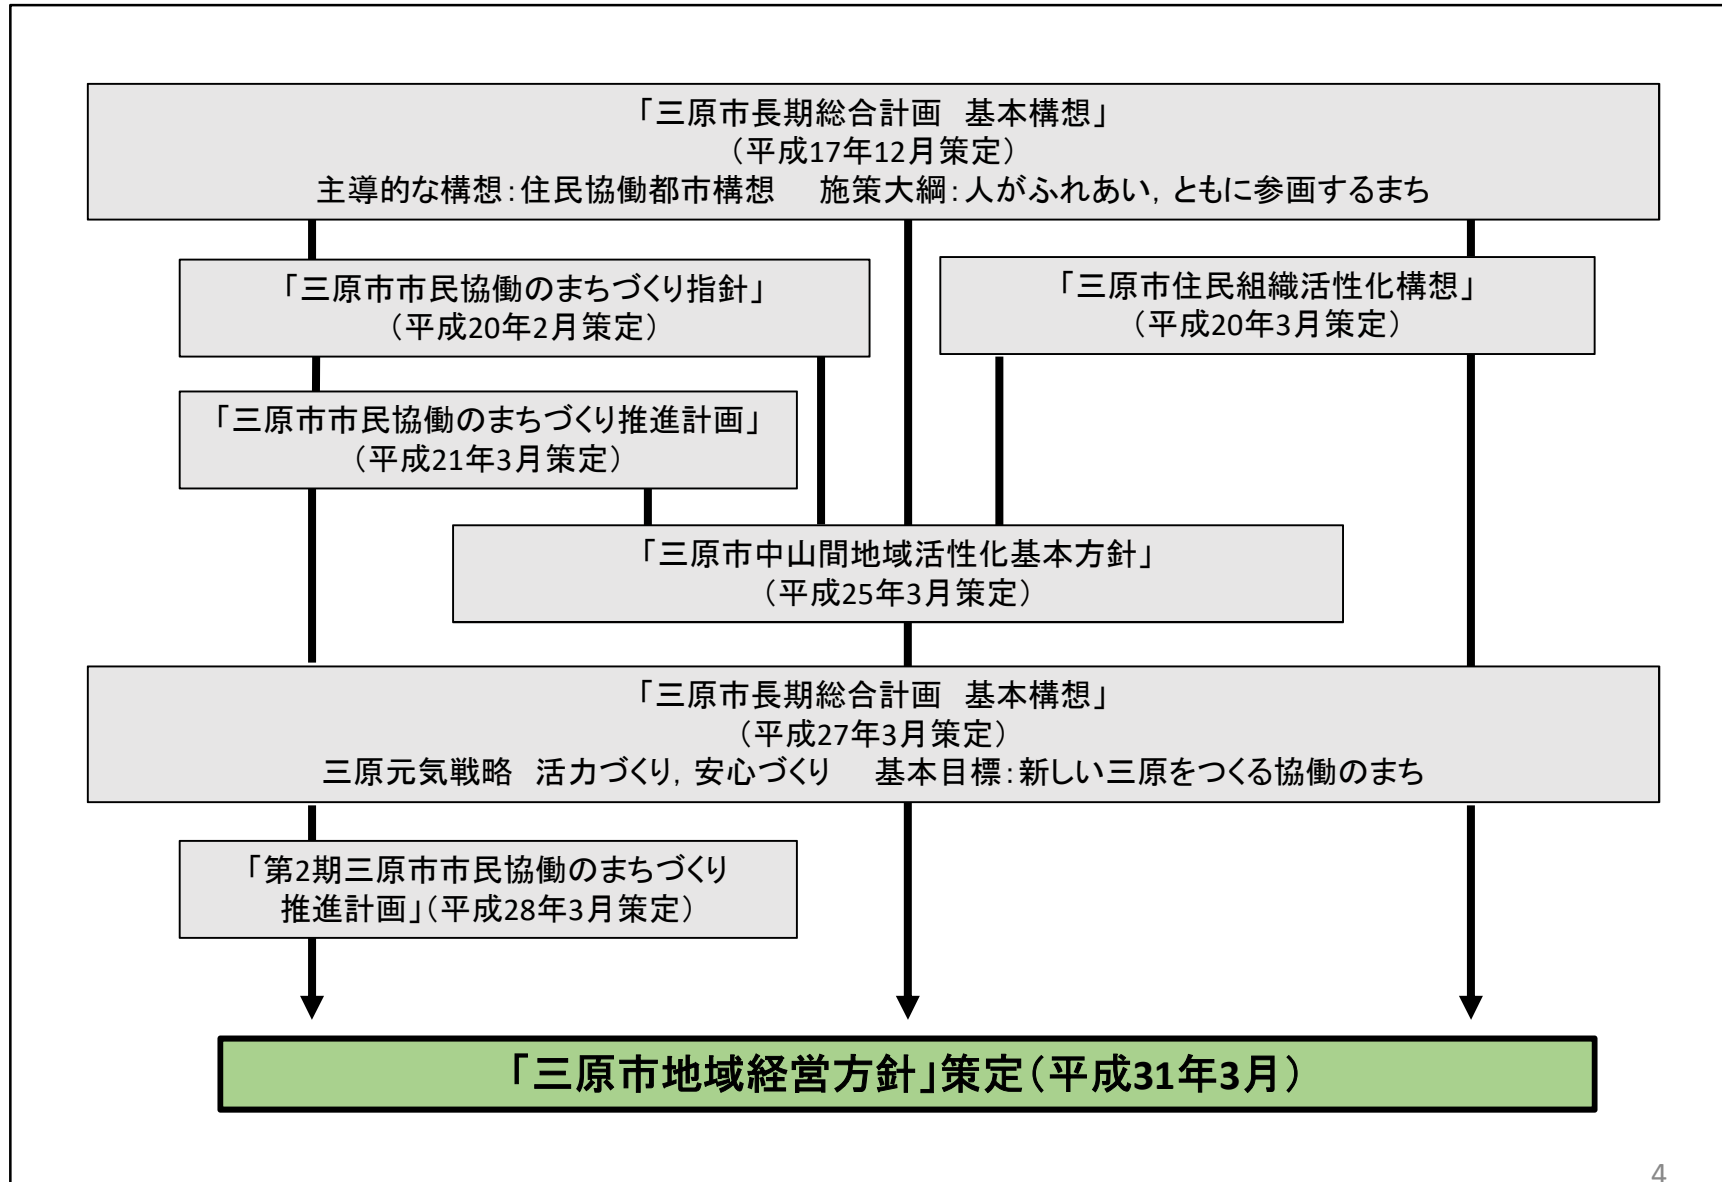 「三原市長期総合計画　基本構想」
（平成17年12月策定）
主導的な構想：住民協働都市構想　施策大綱：人がふれあい，ともに参画するまち
「三原市市民協働のまちづくり指針」
（平成20年2月策定）
「三原市住民組織活性化構想」
（平成20年3月策定）
「三原市市民協働のまちづくり推進計画」
（平成21年3月策定）
「三原市中山間地域活性化基本方針」
（平成25年3月策定）
「三原市長期総合計画　基本構想」
（平成27年3月策定）
三原元気戦略　活力づくり，安心づくり　基本目標：新しい三原をつくる協働のまち
「第2期三原市市民協働のまちづくり
推進計画」（平成28年3月策定）
「三原市地域経営方針」策定（平成31年3月）
4